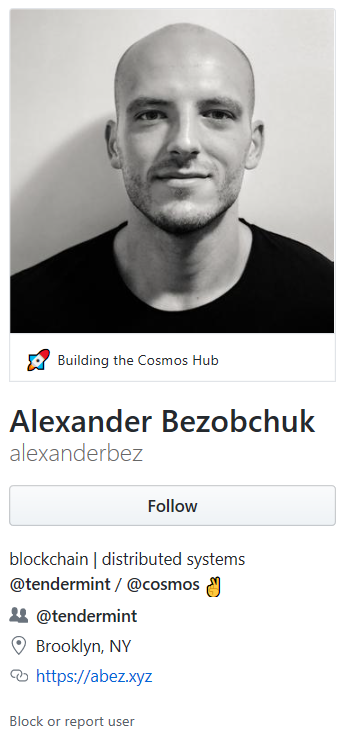 Building the Cosmos Hub
Alexander Bezobchuk
alexanderbez
Follow
blockchain | distributed systems
@tendermint / @cosmos ✌
@tendermint
Brooklyn, NY
https://abez.xyz
Block or report user